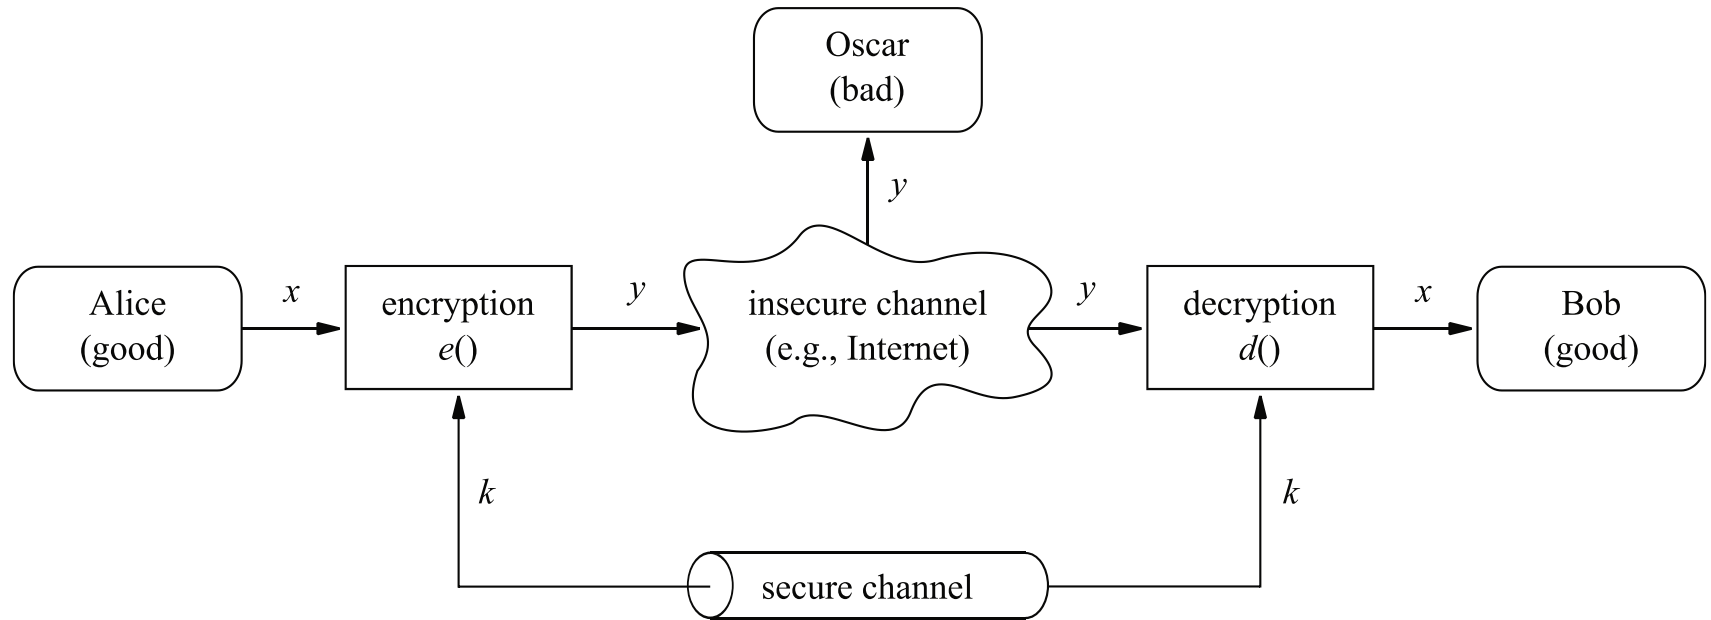 Oscar
(bad)
y
Alice
(good)
x
encryption
e()
y
insecure channel
(e.g., Internet)
y
decryption
d()
x
Bob
(good)
k
k
secure channel